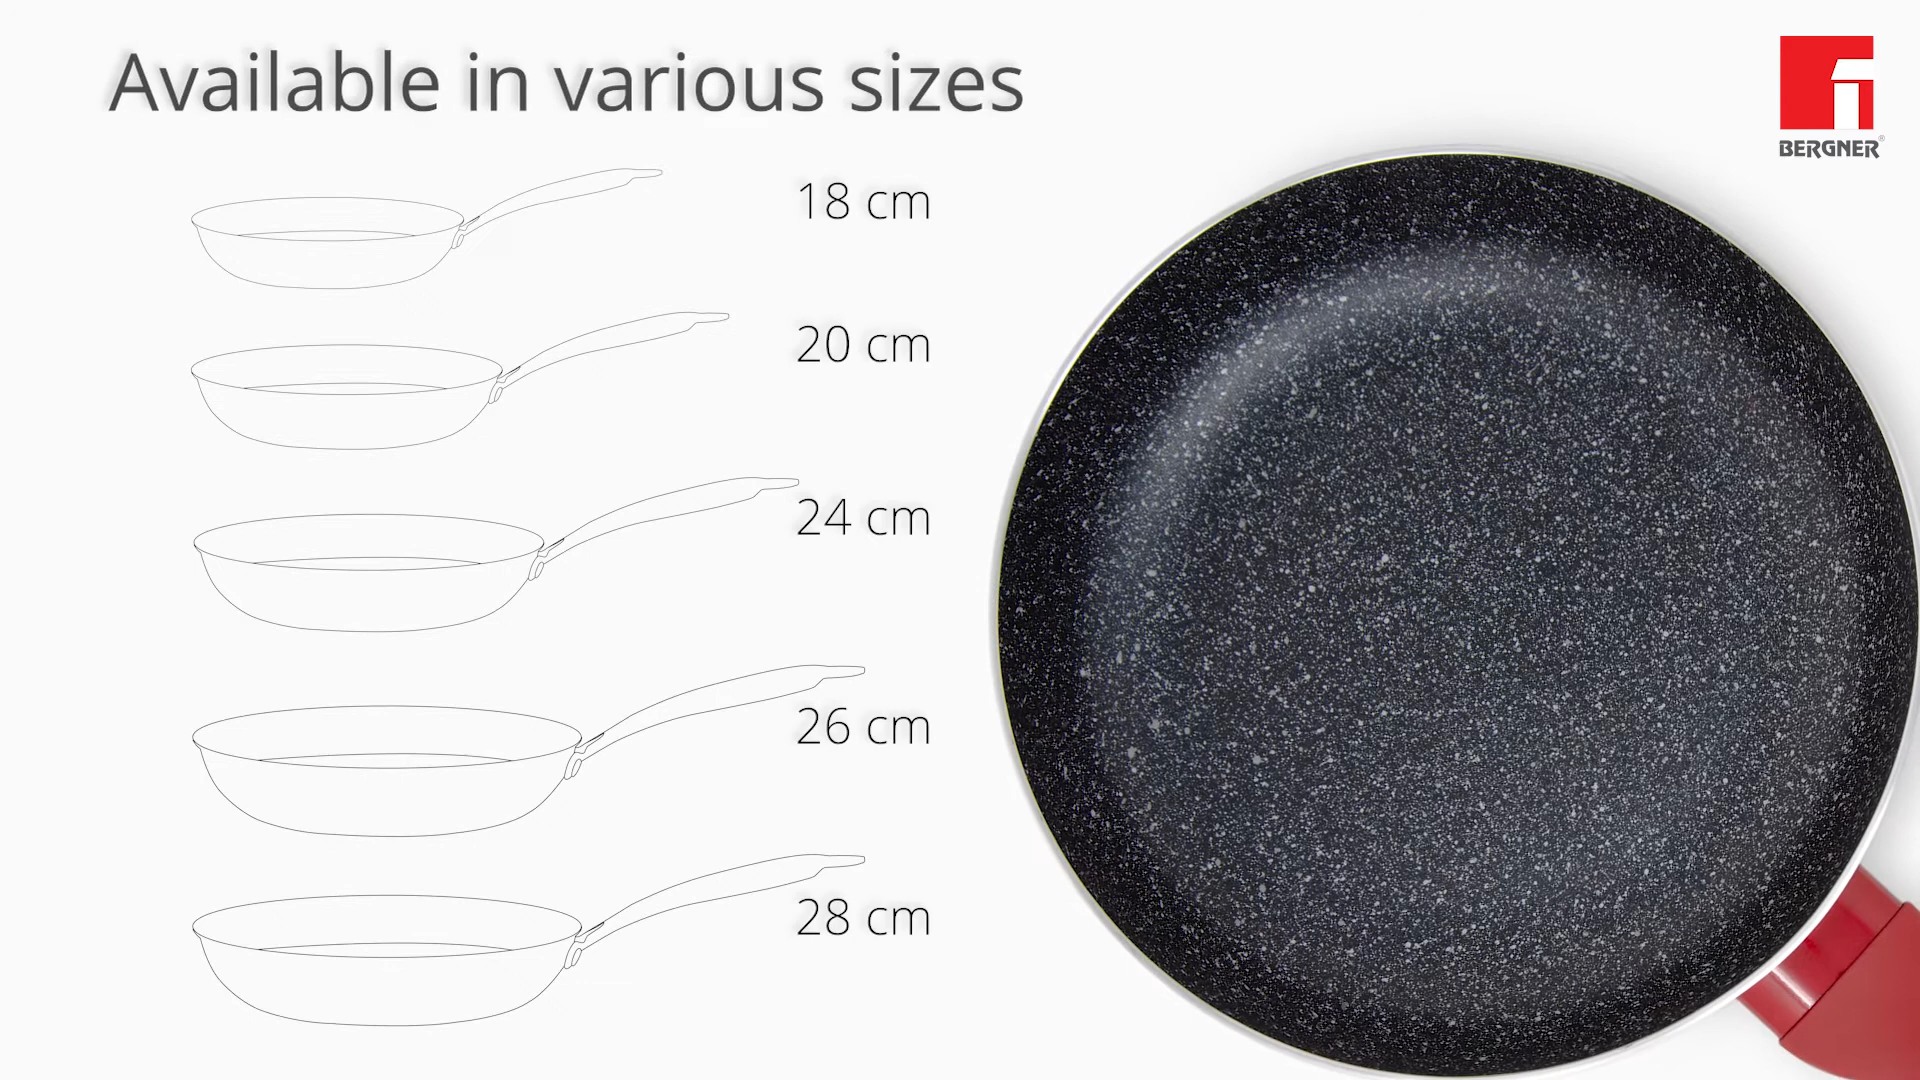 Available in various sizes
BERGNER®
18 cm
20 cm
24 cm
26 cm
28 cm